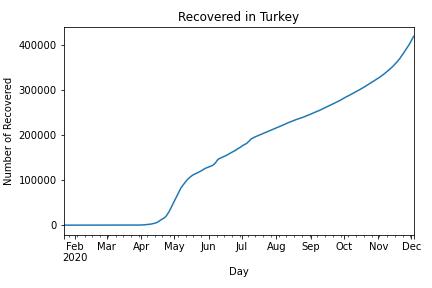 Recovered in Turkey
Number of Recovered
400000
300000
200000
100000
0
Feb Mar Apr May Jun Jul Aug Sep Oct Nov Dec
2020
Day